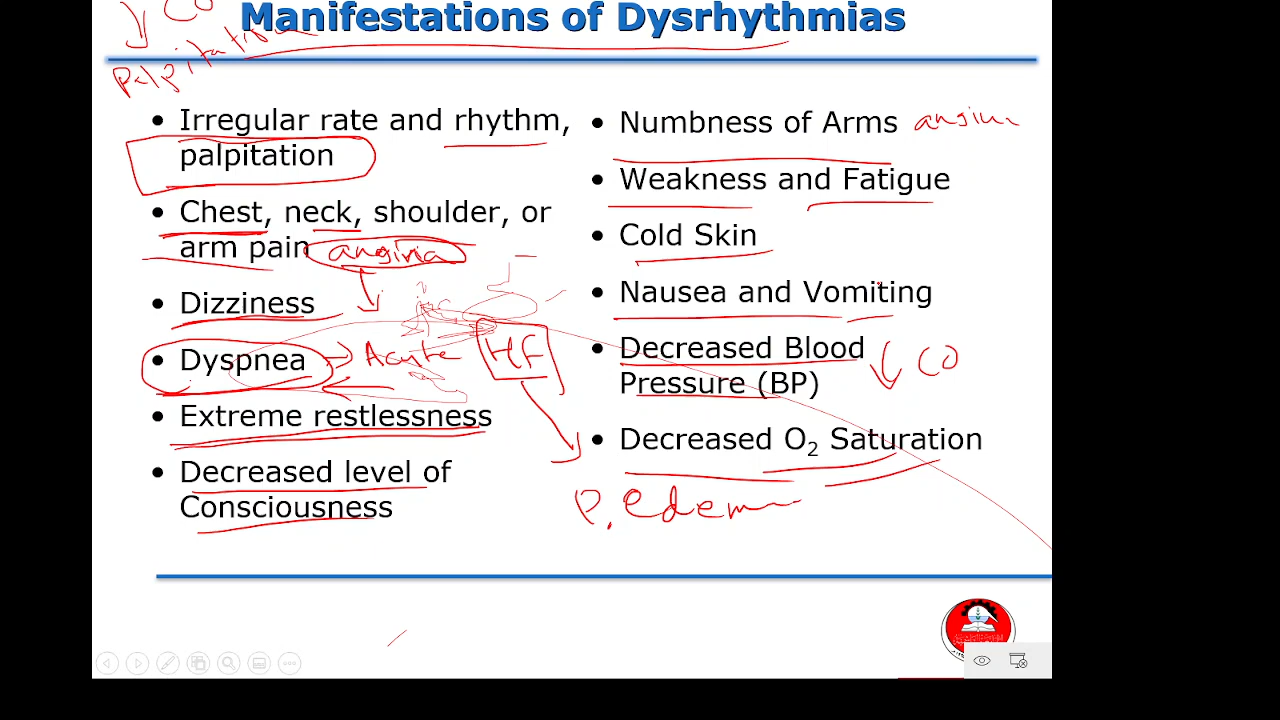 CO
Manifestations of Dysrhythmias
palpitation
• Irregular rate and rhythm,
palpitation
• Chest, neck, shoulder, or
arm pain angina
• Dizziness
• Dyspnea → Acute HF
• Extreme restlessness
• Decreased level of
Consciousness
• Numbness of Arms angina
• Weakness and Fatigue
• Cold Skin
• Nausea and Vomiting
• Decreased Blood
Pressure (BP) ↓ CO
• Decreased O₂ Saturation
P. edema